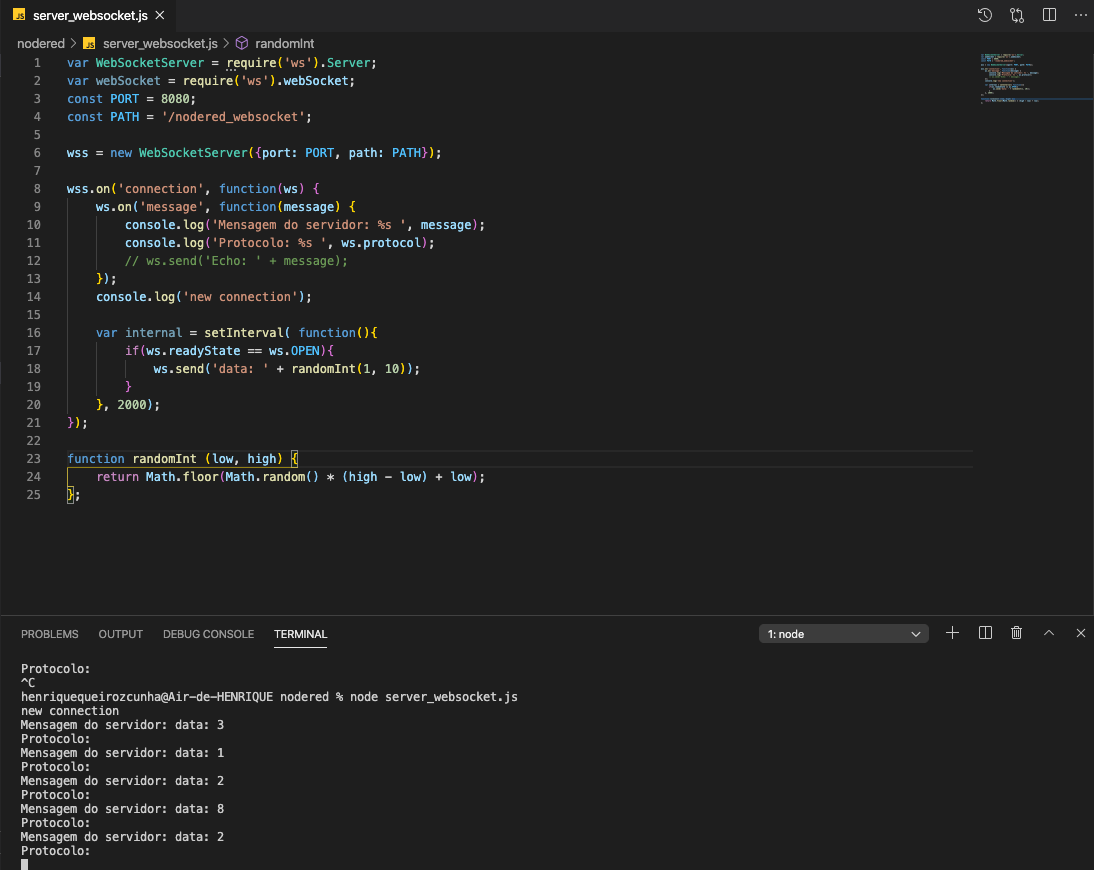 JS server_websocket.js
nodered > JS server_websocket.js > randomInt
1 var WebSocketServer = require('ws').Server;
2 var webSocket = require('ws').webSocket;
3 const PORT = 8080;
4 const PATH = '/nodered_websocket';
5
6 wss = new WebSocketServer({port: PORT, path: PATH});
7
8 wss.on('connection', function(ws) {
9     ws.on('message', function(message) {
10         console.log('Mensagem do servidor: %s ', message);
11         console.log('Protocolo: %s ', ws.protocol);
12         // ws.send('Echo: ' + message);
13     });
14     console.log('new connection');
15
16     var internal = setInterval( function(){
17         if(ws.readyState == ws.OPEN){
18             ws.send('data: ' + randomInt(1, 10));
19         }
20     }, 2000);
21 });
22
23 function randomInt (low, high) {
24     return Math.floor(Math.random() * (high - low) + low);
25 };
PROBLEMS OUTPUT DEBUG CONSOLE TERMINAL 1: node
Protocolo:
^C
henriquequeirozcunha@Air-de-HENRIQUE nodered % node server_websocket.js
new connection
Mensagem do servidor: data: 3
Protocolo:
Mensagem do servidor: data: 1
Protocolo:
Mensagem do servidor: data: 2
Protocolo:
Mensagem do servidor: data: 8
Protocolo:
Mensagem do servidor: data: 2
Protocolo: